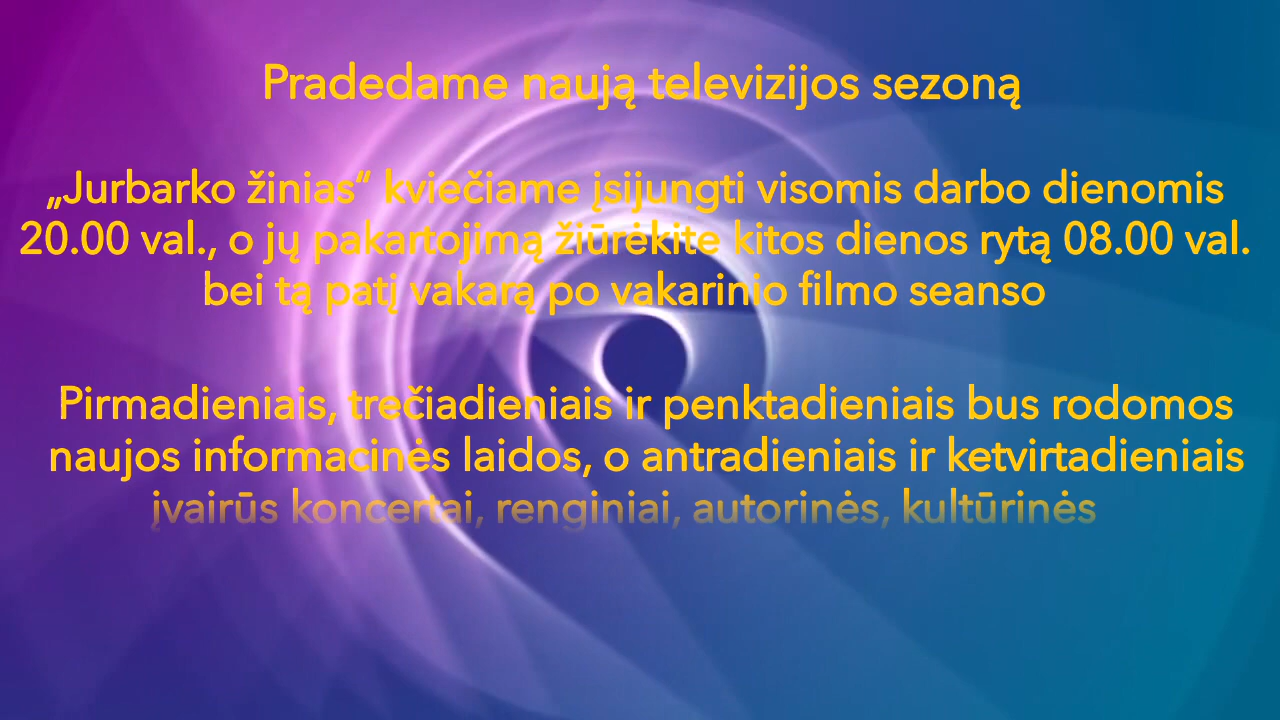 Pradedame naują televizijos sezoną
„Jurbarko žinias“ kviečiame įsijungti visomis darbo dienomis
20.00 val., o jų pakartojimą žiūrėkite kitos dienos rytą 08.00 val.
bei tą patį vakarą po vakarinio filmo seanso
Pirmadieniais, trečiadieniais ir penktadieniais bus rodomos
naujos informacinės laidos, o antradieniais ir ketvirtadieniais
įvairūs koncertai, renginiai, autorinės, kultūrinės